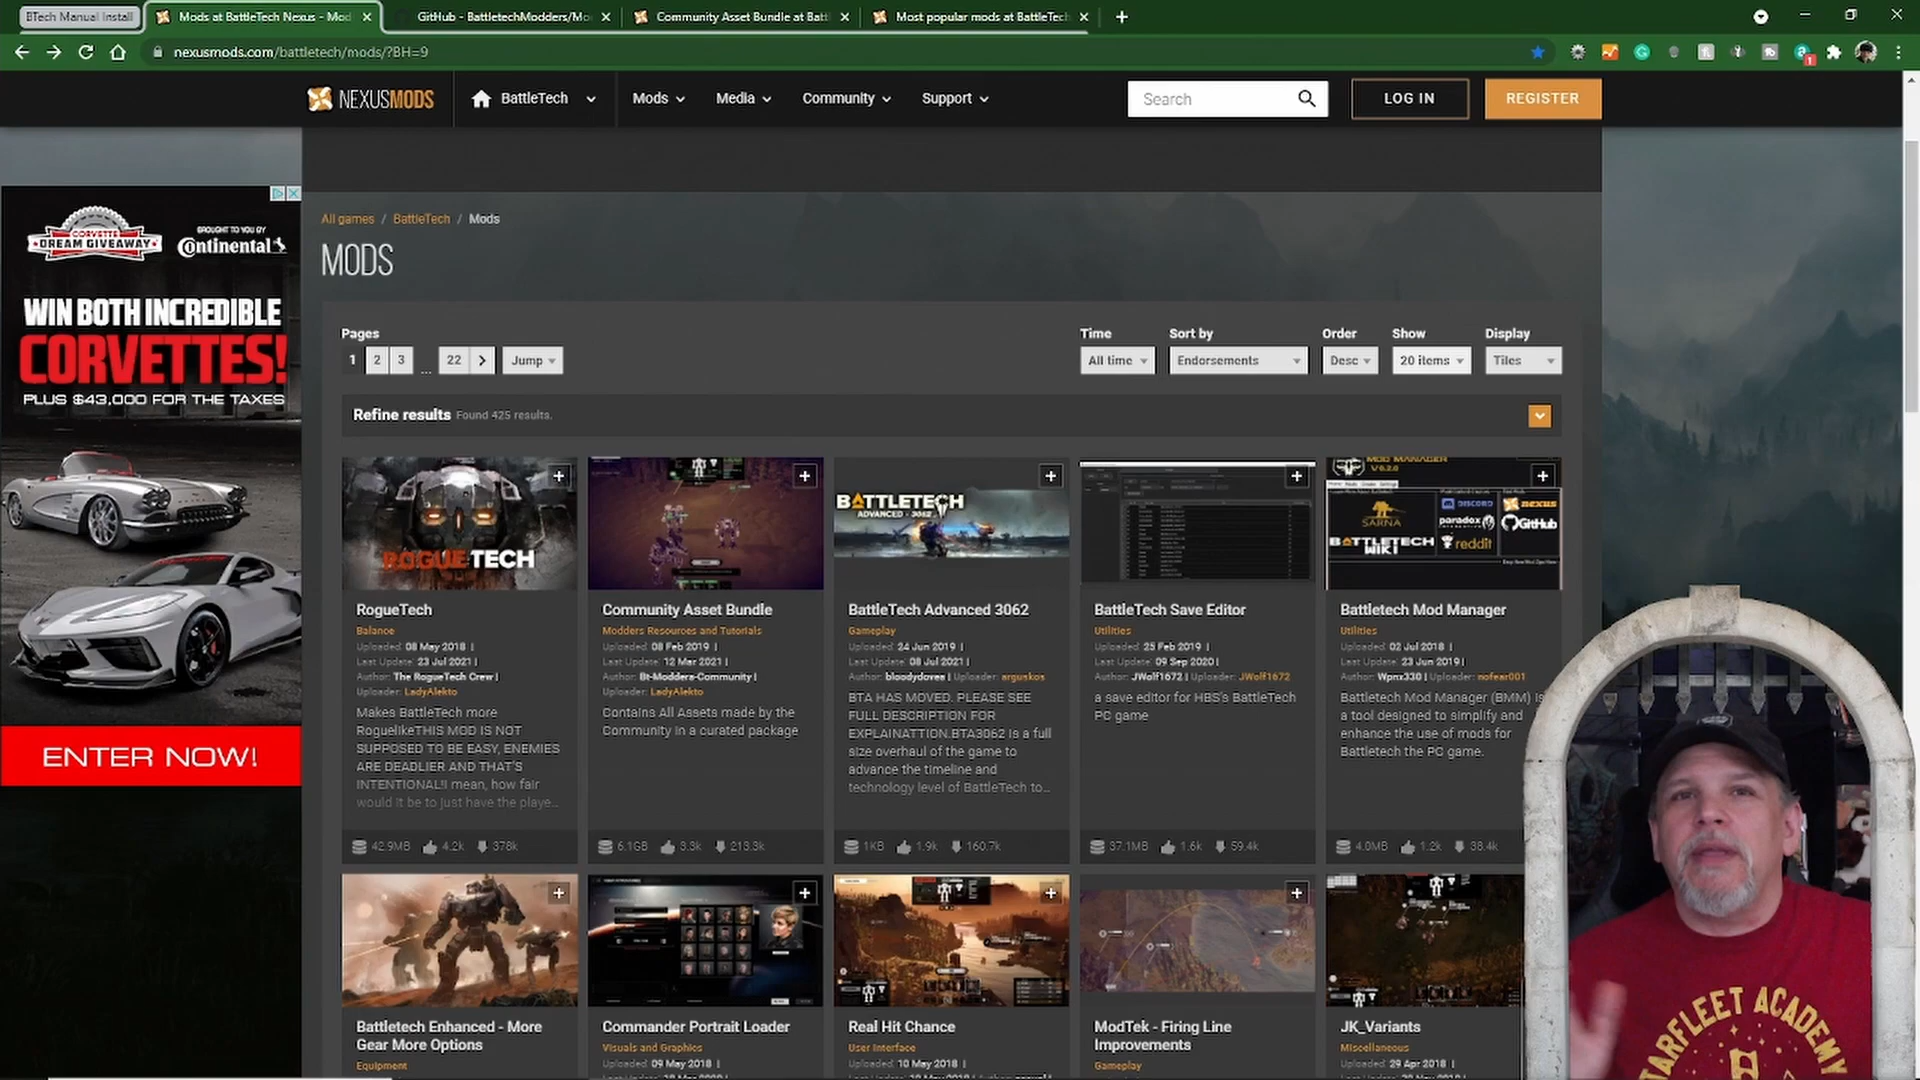 BTech Manual Install
Mods at BattleTech Nexus - Mod
GitHub - BattletechModders/Mo
Community Asset Bundle at Batt
Most popular mods at BattleTech
nexusmods.com/battletech/mods/?BH=9
1
NEXUSMODS
BattleTech
Mods
Media
Community
Support
Search
LOG IN
REGISTER
All games / BattleTech / Mods
MODS
CORVETTE
DREAM GIVEAWAY
BROUGHT TO YOU BY
Continental
WIN BOTH INCREDIBLE
CORVETTES!
PLUS $43,000 FOR THE TAXES
ENTER NOW!
Pages
1 2 3 ... 22 Jump
Time Sort by Order Show Display
All time Endorsements Desc 20 items Tiles
Refine results Found 425 results.
ROGUETECH
RogueTech
Balance
Uploaded: 08 May 2018 |
Last Update: 23 Jul 2021 |
Author: The RogueTech Crew |
Uploader: LadyAlekto
Makes BattleTech more
RoguelikeTHIS MOD IS NOT
SUPPOSED TO BE EASY, ENEMIES
ARE DEADLIER AND THAT'S
INTENTIONAL!I mean, how fair
would it be to just have the playe...
42.9MB 4.2k 378k
Community Asset Bundle
Modders Resources and Tutorials
Uploaded: 08 Feb 2019 |
Last Update: 12 Mar 2021 |
Author: Bt-Modders-Community |
Uploader: LadyAlekto
Contains All Assets made by the
Community in a curated package
6.1GB 3.3k 213.3k
BATTLETECH
ADVANCED - 3062
BattleTech Advanced 3062
Gameplay
Uploaded: 24 Jun 2019 |
Last Update: 08 Jul 2021 |
Author: bloodydoves | Uploader: arguskos
BTA HAS MOVED. PLEASE SEE
FULL DESCRIPTION FOR
EXPLAINATTION.BTA3062 is a full
size overhaul of the game to
advance the timeline and
technology level of BattleTech to...
1KB 1.9k 160.7k
BattleTech Save Editor
Utilities
Uploaded: 25 Feb 2019 |
Last Update: 09 Sep 2020 |
Author: JWolf1672 | Uploader: JWolf1672
a save editor for HBS's BattleTech
PC game
37.1MB 1.6k 59.4k
MOD MANAGER
V 0.2.0
SARNA
BATTLETECH
WIKI
DISCORD
paradox
reddit
nexus
GitHub
Battletech Mod Manager
Utilities
Uploaded: 02 Jul 2018 |
Last Update: 23 Jun 2019 |
Author: Wpnx330 | Uploader: nofear001
Battletech Mod Manager (BMM) is
a tool designed to simplify and
enhance the use of mods for
Battletech the PC game.
4.0MB 1.2k 38.4k
Battletech Enhanced - More
Gear More Options
Equipment
Commander Portrait Loader
Visuals and Graphics
Uploaded: 09 May 2018 |
Real Hit Chance
User Interface
Uploaded: 10 May 2018 |
ModTek - Firing Line
Improvements
Gameplay
JK_Variants
Miscellaneous
Uploaded: 29 Apr 2018 |
STARFLEET ACADEMY